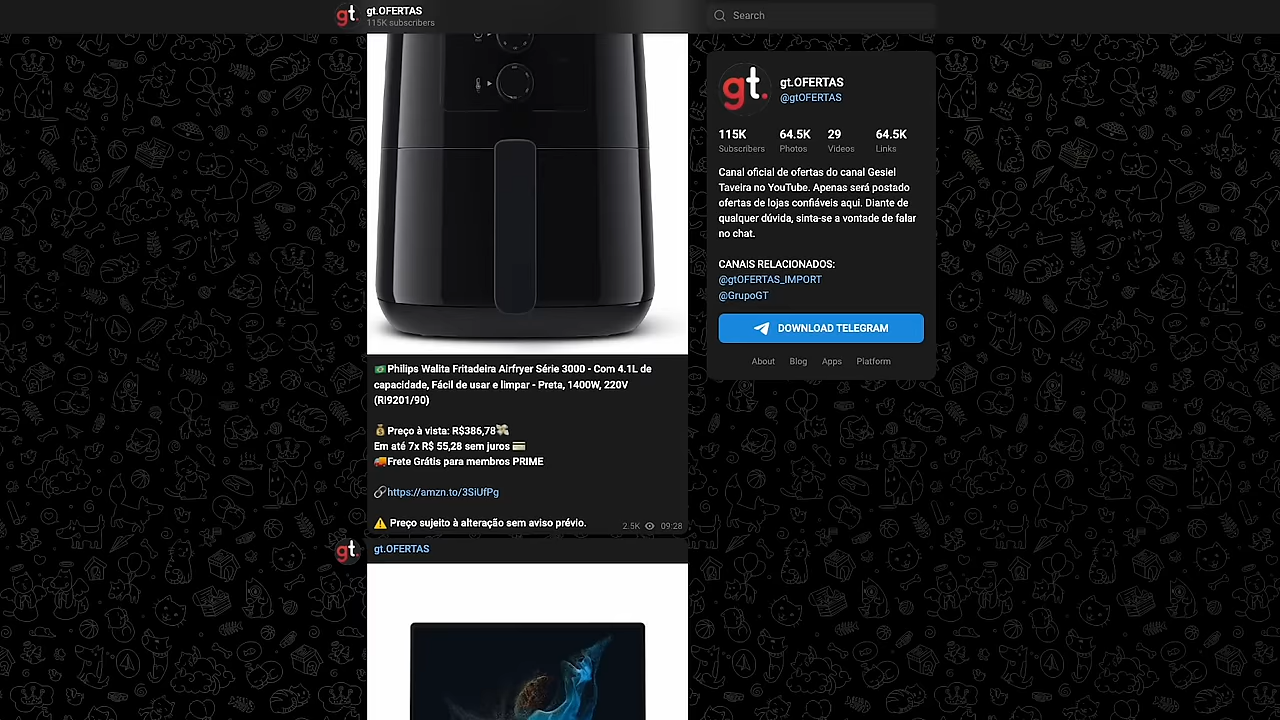 gt.
gt.OFERTAS
115K subscribers
Search
gt.
gt.OFERTAS
@gtOFERTAS
115K 64.5K 29 64.5K
Subscribers Photos Videos Links
Canal oficial de ofertas do canal Gesiel
Taveira no YouTube. Apenas será postado
ofertas de lojas confiáveis aqui. Diante de
qualquer dúvida, sinta-se a vontade de falar
no chat.
CANAIS RELACIONADOS:
@gtOFERTAS_IMPORT
@GrupoGT
DOWNLOAD TELEGRAM
About Blog Apps Platform
Philips Walita Fritadeira Airfryer Série 3000 - Com 4.1L de
capacidade, Fácil de usar e limpar - Preta, 1400W, 220V
(RI9201/90)
Preço à vista: R$386,78
Em até 7x R$ 55,28 sem juros
Frete Grátis para membros PRIME
https://amzn.to/3SiUfPg
Preço sujeito à alteração sem aviso prévio.
2.5K 09:28
gt.
gt.OFERTAS